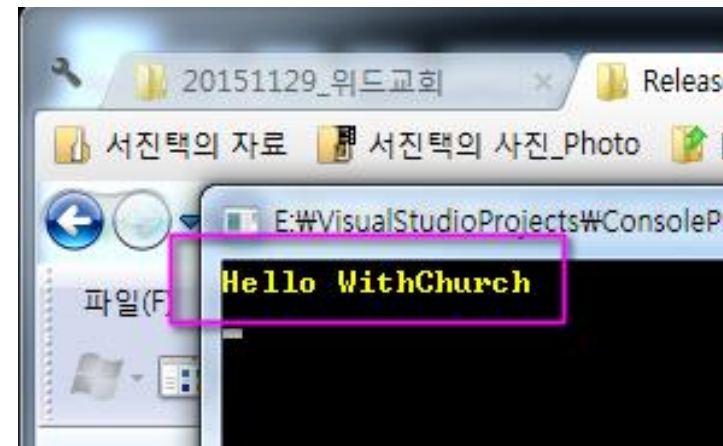 20151129_위드교회
Releas
서진택의 자료
서진택의 사진_Photo
E:₩VisualStudioProjects₩ConsoleP
파일(F)
Hello WithChurch